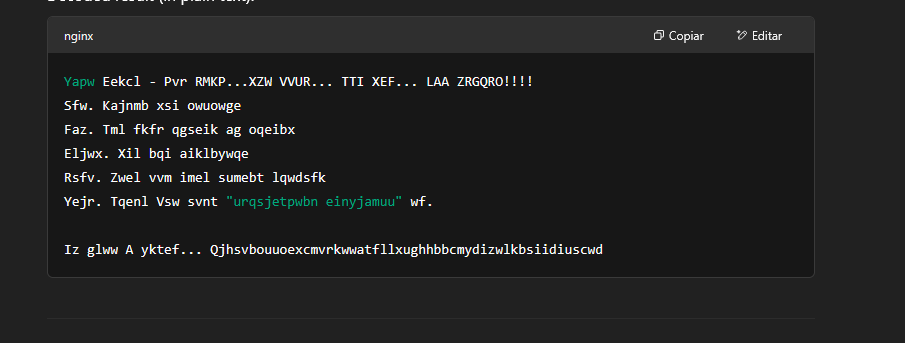 nginx
Copiar
Editar
Yapw Eekcl - Pvr RMKP...XZW VVUR... TTI XEF... LAA ZRGQRO!!!!
Sfw. Kajnmb xsi owuowge
Faz. Tml fkfr qgseik ag oqeibx
Eljwx. Xil bqi aiklbywqe
Rsfv. Zwel vvm imel sumebt lqwdsfk
Yejr. Tqenl Vsw svnt "urqsjetpwbn einyjamuu" wf.
Iz glww A yktef... Qjhsvbouuoexcmvrkwwatfllxughhbbcmydizwlkbsiidiuscwd